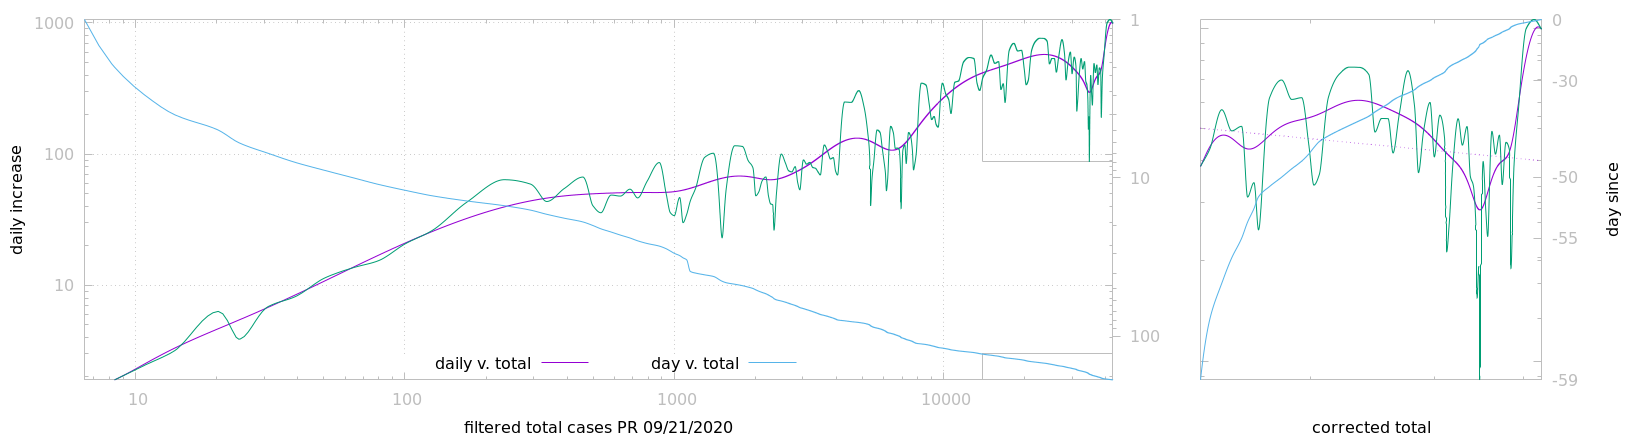 1000
100
10
daily increase
daily v. total
day v. total
10
100
1000
10000
filtered total cases PR 09/21/2020
1
10
100
0
-30
-50
-55
-59
day since
corrected total